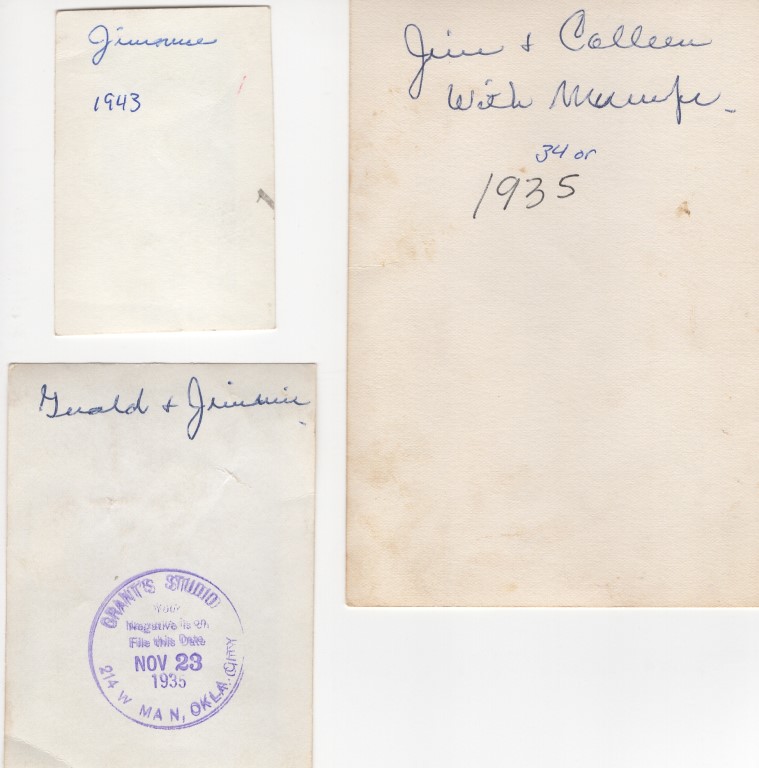 Jimmie
1943
Jim & Colleen
With
34 or
1935
Gerald & Jimmie
GRANT'S STUDIO
Your
Negative is on
File this Date
NOV 23
1935
214 W MAIN, OKLA. CITY